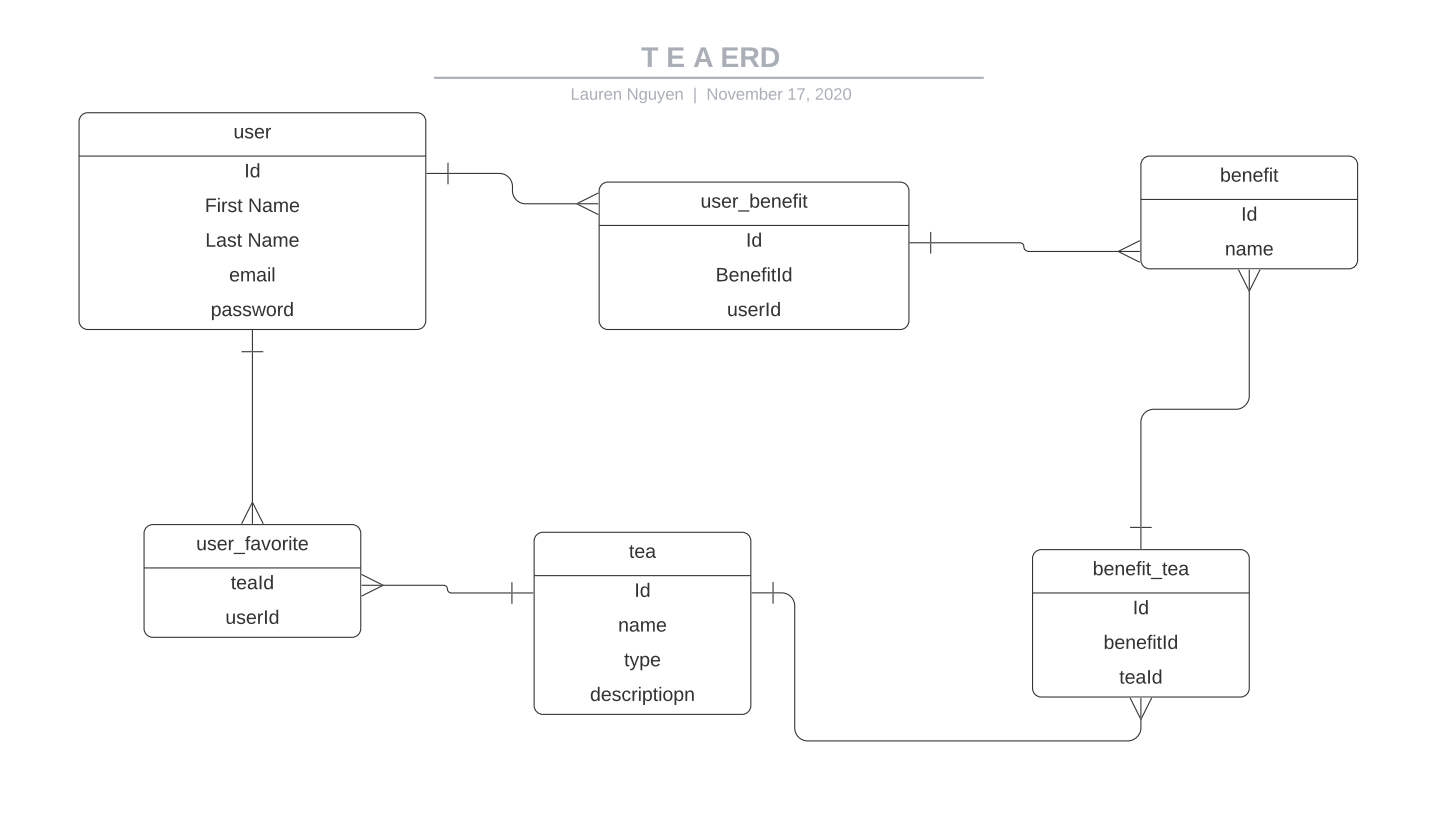 T E A ERD
Lauren Nguyen | November 17, 2020
user
Id
First Name
Last Name
email
password
user_benefit
Id
BenefitId
userId
benefit
Id
name
user_favorite
teaId
userId
tea
Id
name
type
descriptiopn
benefit_tea
Id
benefitId
teaId